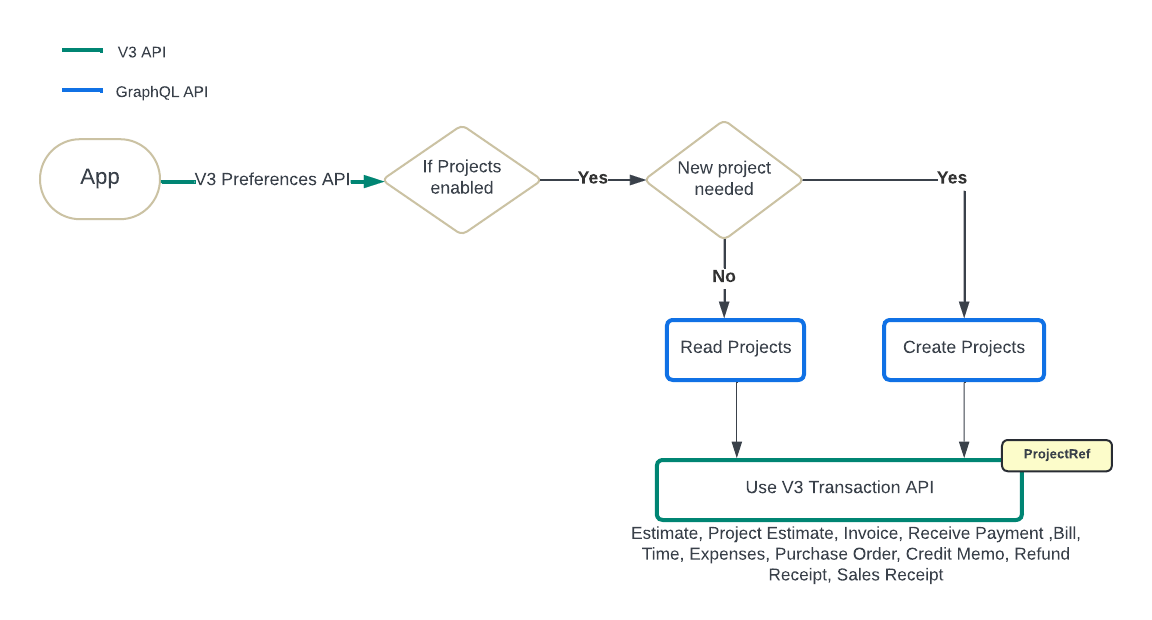 V3 API
GraphQL API
App
V3 Preferences API
If Projects
enabled
Yes
New project
needed
Yes
No
Read Projects
Create Projects
ProjectRef
Use V3 Transaction API
Estimate, Project Estimate, Invoice, Receive Payment ,Bill,
Time, Expenses, Purchase Order, Credit Memo, Refund
Receipt, Sales Receipt